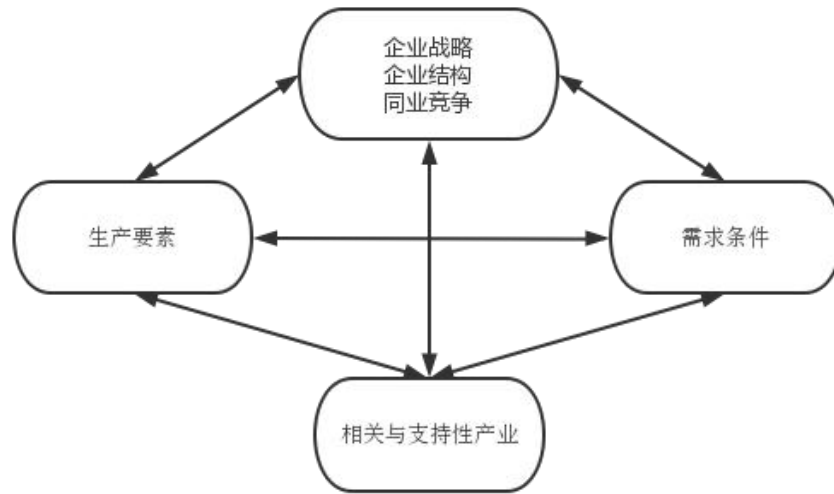 企业战略
企业结构
同业竞争
生产要素
需求条件
相关与支持性产业